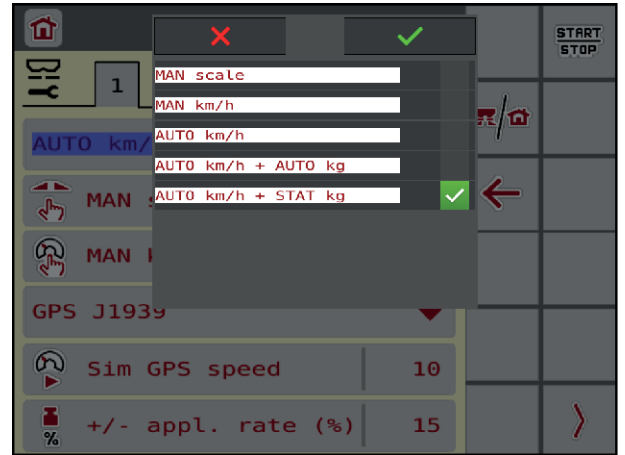 START
STOP
1
MAN scale
MAN km/h
AUTO km/h
AUTO km/h + AUTO kg
AUTO km/h + STAT kg
AUTO km/
MAN
MAN
GPS J1939
Sim GPS speed 10
% +/- appl. rate (%) 15